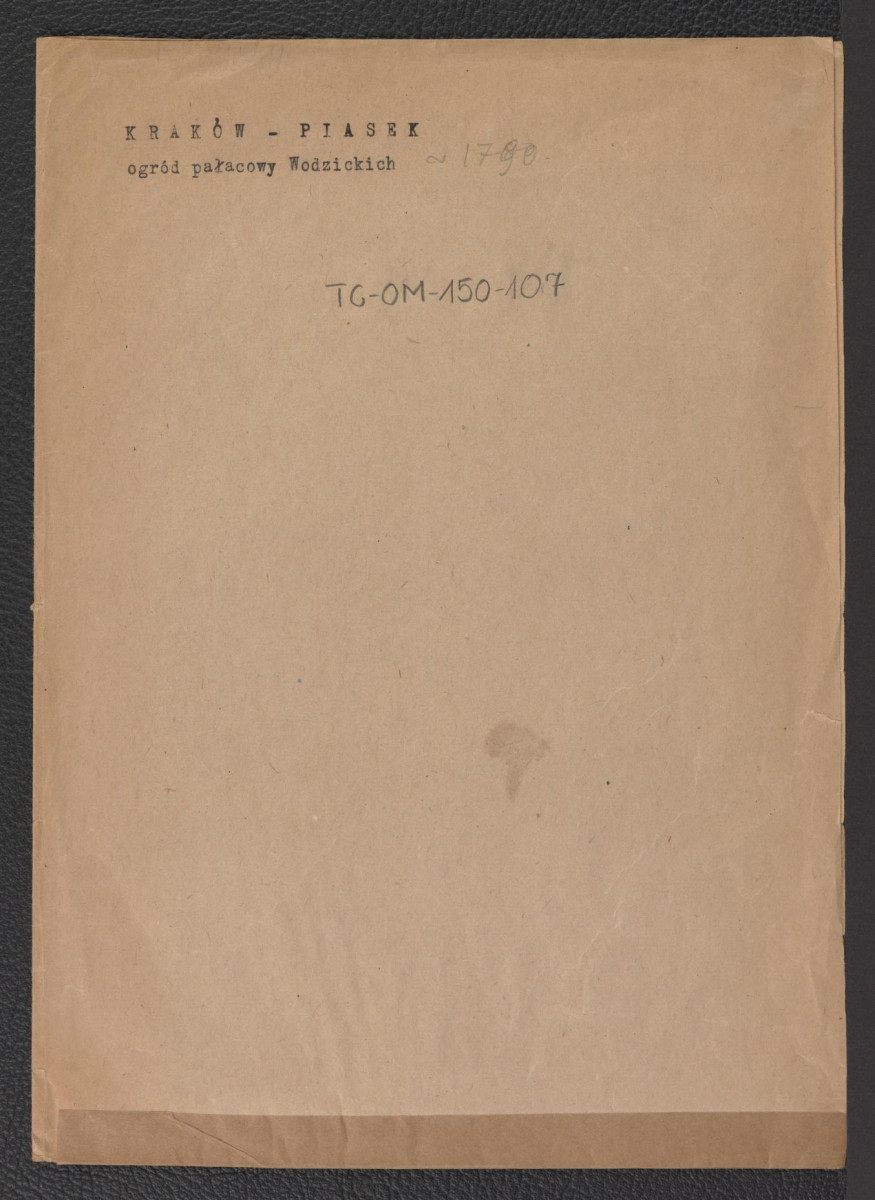 KRAKÓW - PIASEK
ogród pałacowy Wodzickich ~ 1790
TG-OM-150-107